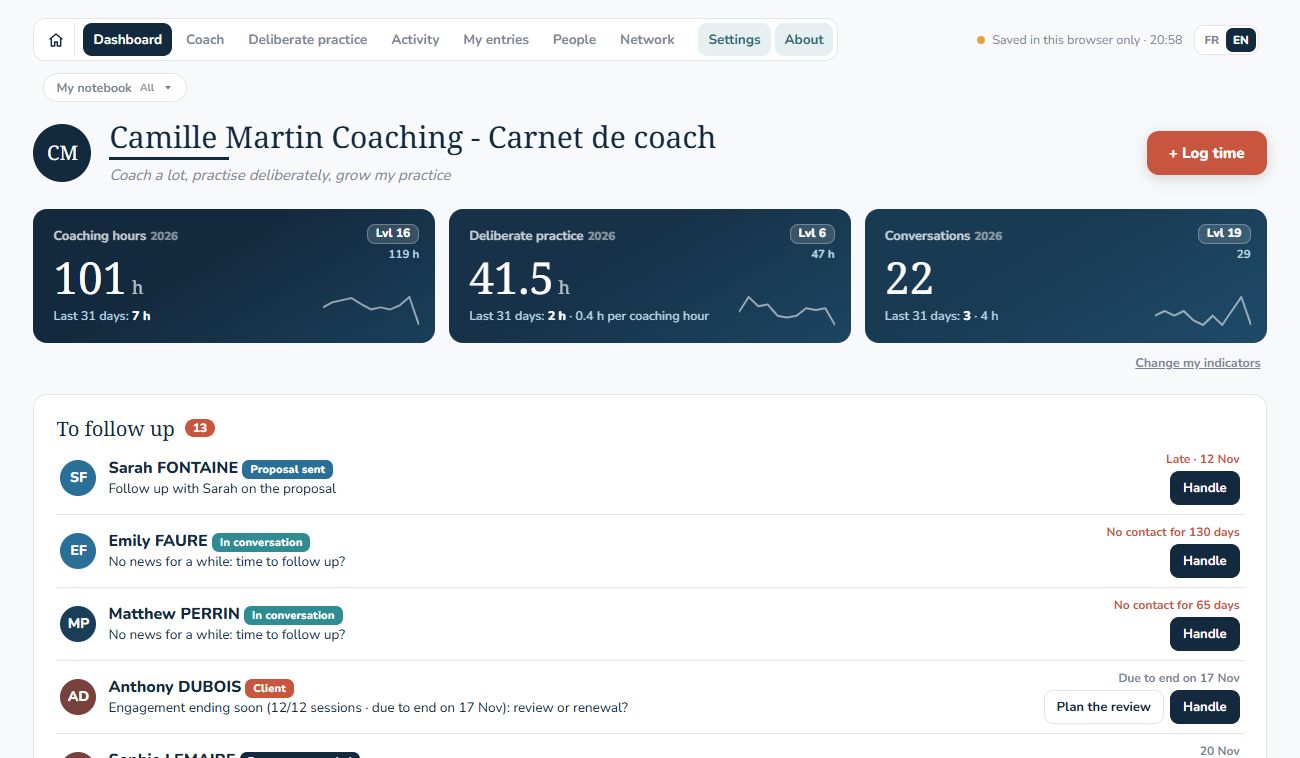 Dashboard Coach Deliberate practice Activity My entries People Network Settings About
Saved in this browser only · 20:58 FR EN
My notebook All
CM
Camille Martin Coaching - Carnet de coach
Coach a lot, practise deliberately, grow my practice
+ Log time
Coaching hours 2026
Lvl 16
119 h
101 h
Last 31 days: 7 h
Deliberate practice 2026
Lvl 6
47 h
41.5 h
Last 31 days: 2 h · 0.4 h per coaching hour
Conversations 2026
Lvl 19
29
22
Last 31 days: 3 · 4 h
Change my indicators
To follow up 13
SF
Sarah FONTAINE Proposal sent
Follow up with Sarah on the proposal
Late · 12 Nov
Handle
EF
Emily FAURE In conversation
No news for a while: time to follow up?
No contact for 130 days
Handle
MP
Matthew PERRIN In conversation
No news for a while: time to follow up?
No contact for 65 days
Handle
AD
Anthony DUBOIS Client
Engagement ending soon (12/12 sessions · due to end on 17 Nov): review or renewal?
Due to end on 17 Nov
Plan the review Handle
Sophie LEMAIRE
20 Nov